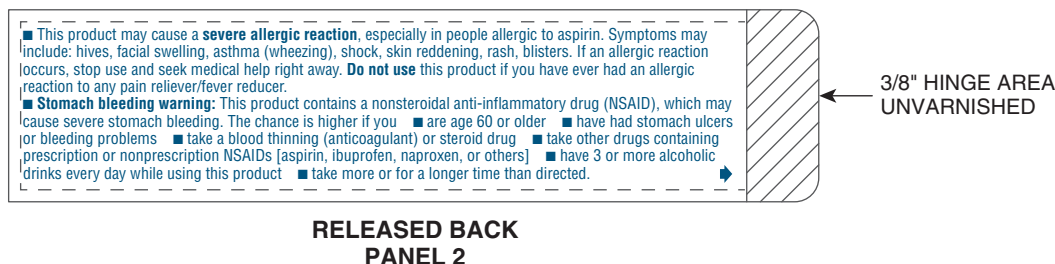 ■ This product may cause a severe allergic reaction, especially in people allergic to aspirin. Symptoms may
include: hives, facial swelling, asthma (wheezing), shock, skin reddening, rash, blisters. If an allergic reaction
occurs, stop use and seek medical help right away. Do not use this product if you have ever had an allergic
reaction to any pain reliever/fever reducer.
■ Stomach bleeding warning: This product contains a nonsteroidal anti-inflammatory drug (NSAID), which may
cause severe stomach bleeding. The chance is higher if you ■ are age 60 or older ■ have had stomach ulcers
or bleeding problems ■ take a blood thinning (anticoagulant) or steroid drug ■ take other drugs containing
prescription or nonprescription NSAIDs [aspirin, ibuprofen, naproxen, or others] ■ have 3 or more alcoholic
drinks every day while using this product ■ take more or for a longer time than directed.
3/8" HINGE AREA
UNVARNISHED
RELEASED BACK
PANEL 2